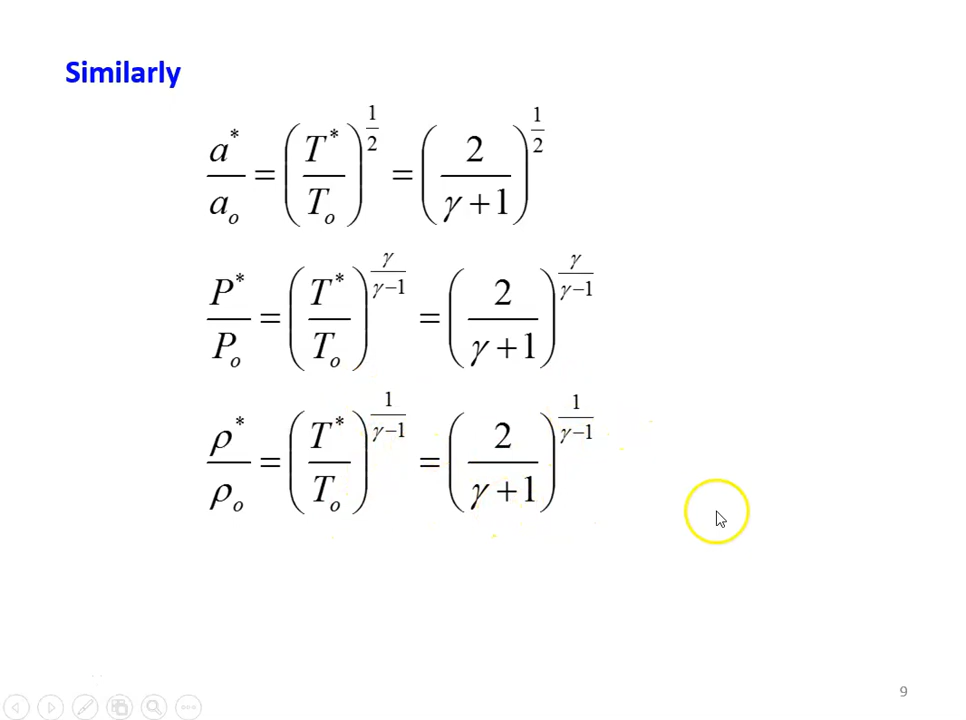 Similarly
a*/a_o = (T*/T_o)^(1/2) = (2/(γ+1))^(1/2)
P*/P_o = (T*/T_o)^(γ/(γ−1)) = (2/(γ+1))^(γ/(γ−1))
ρ*/ρ_o = (T*/T_o)^(1/(γ−1)) = (2/(γ+1))^(1/(γ−1))
9